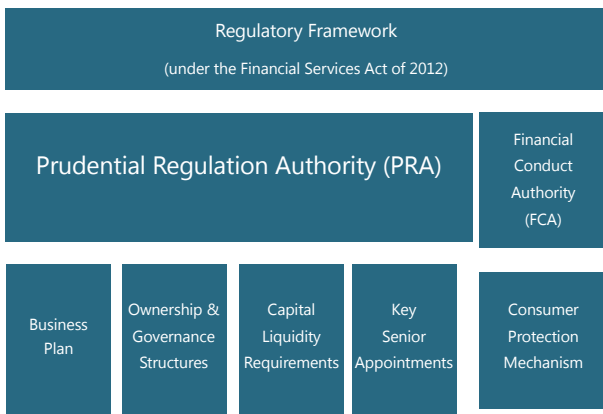 Regulatory Framework
(under the Financial Services Act of 2012)
Prudential Regulation Authority (PRA)
Financial
Conduct
Authority
(FCA)
Business
Plan
Ownership &
Governance
Structures
Capital
Liquidity
Requirements
Key
Senior
Appointments
Consumer
Protection
Mechanism